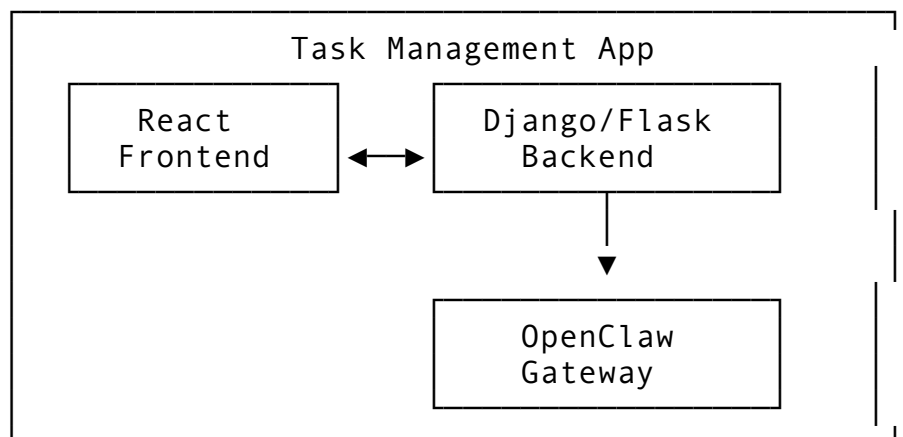 Task Management App
React
Frontend
Django/Flask
Backend
OpenClaw
Gateway